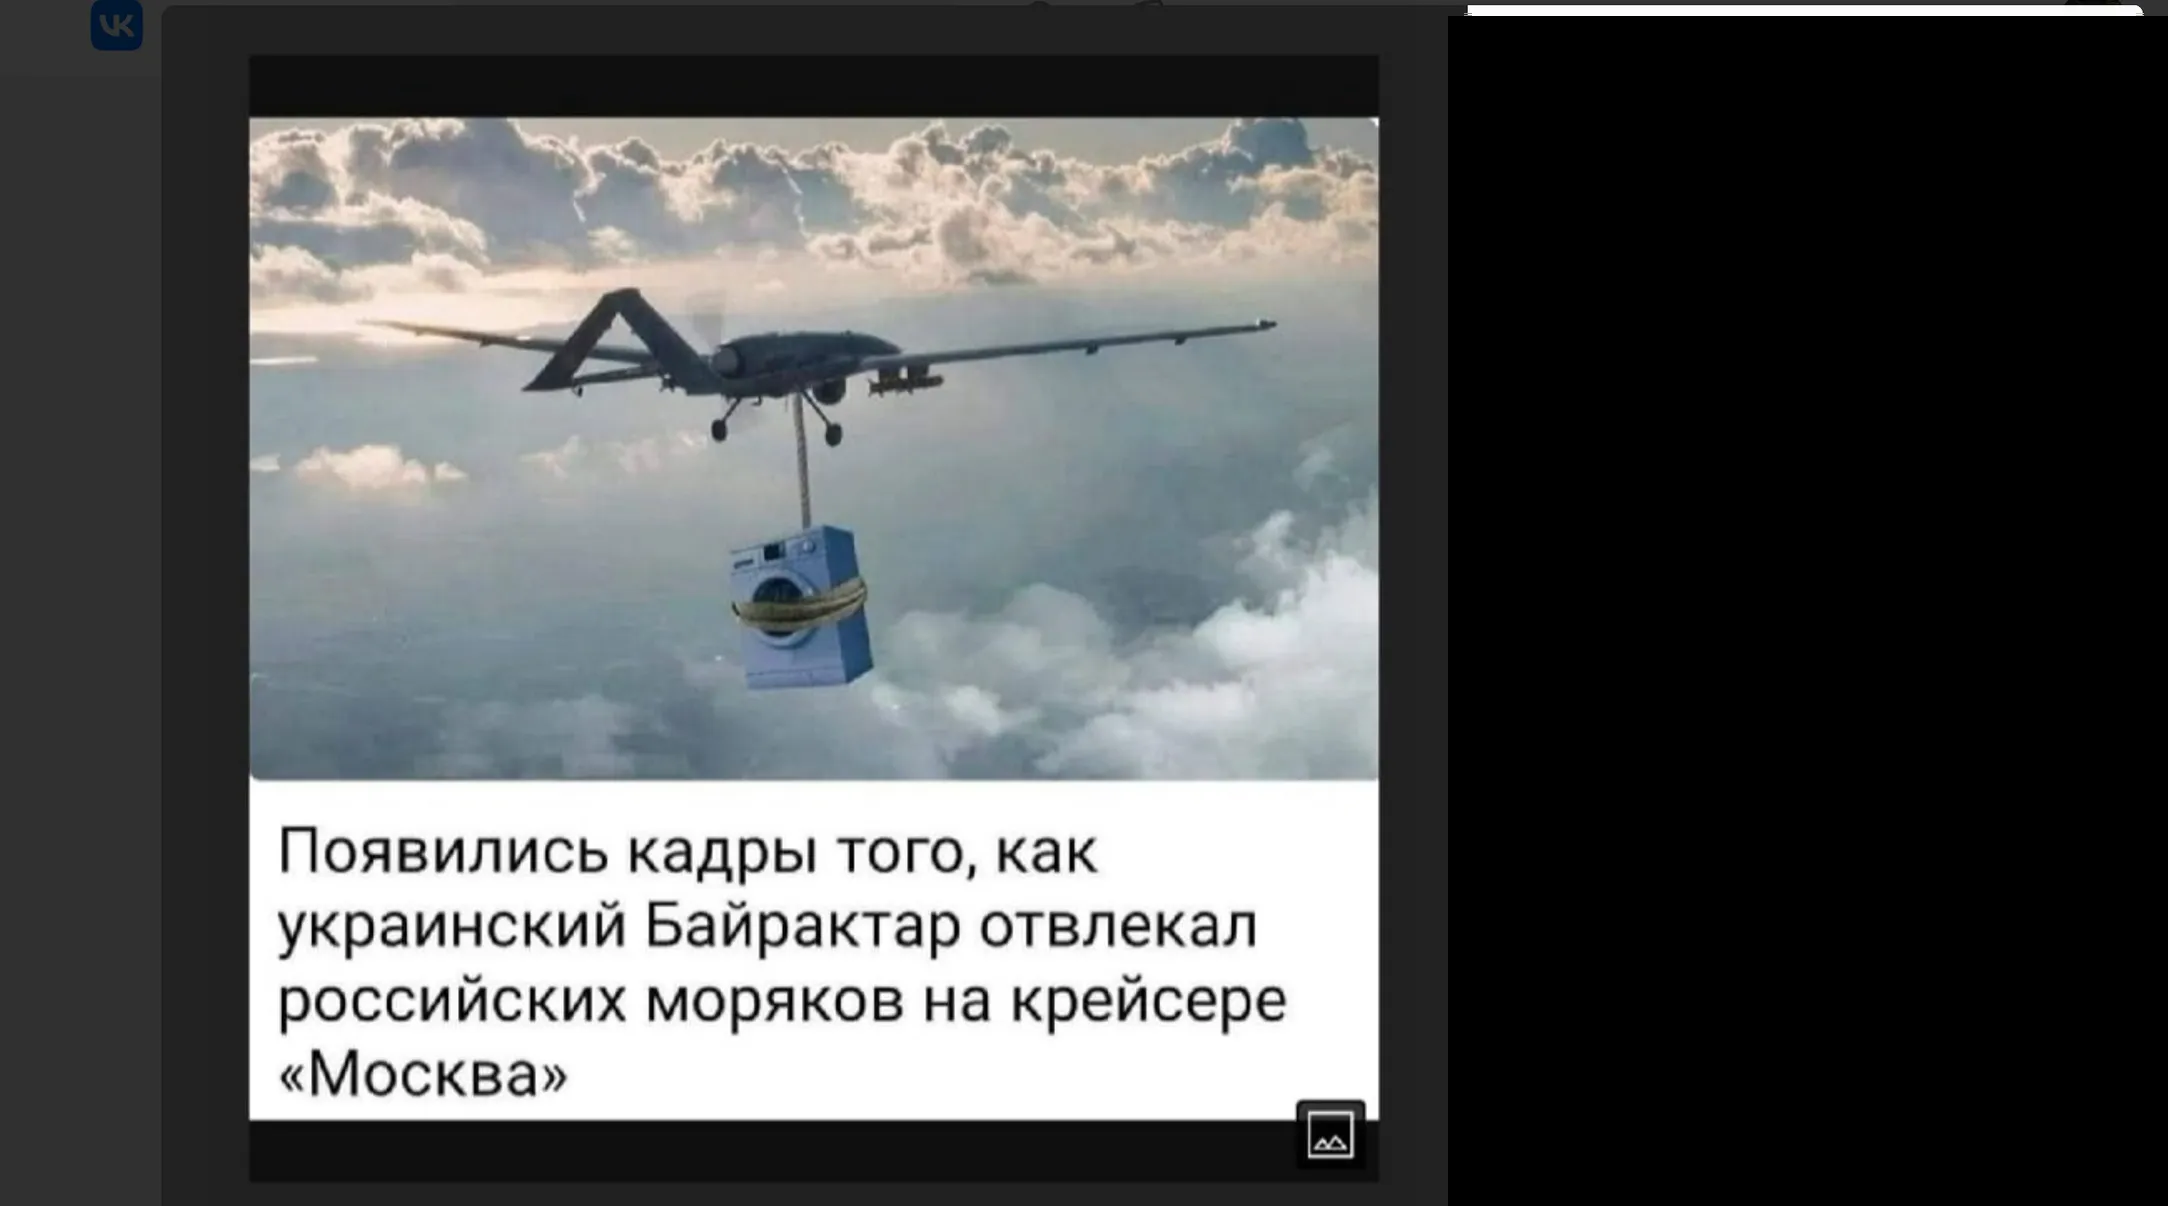 Появились кадры того, как
украинский Байрактар отвлекал
российских моряков на крейсере
«Москва»